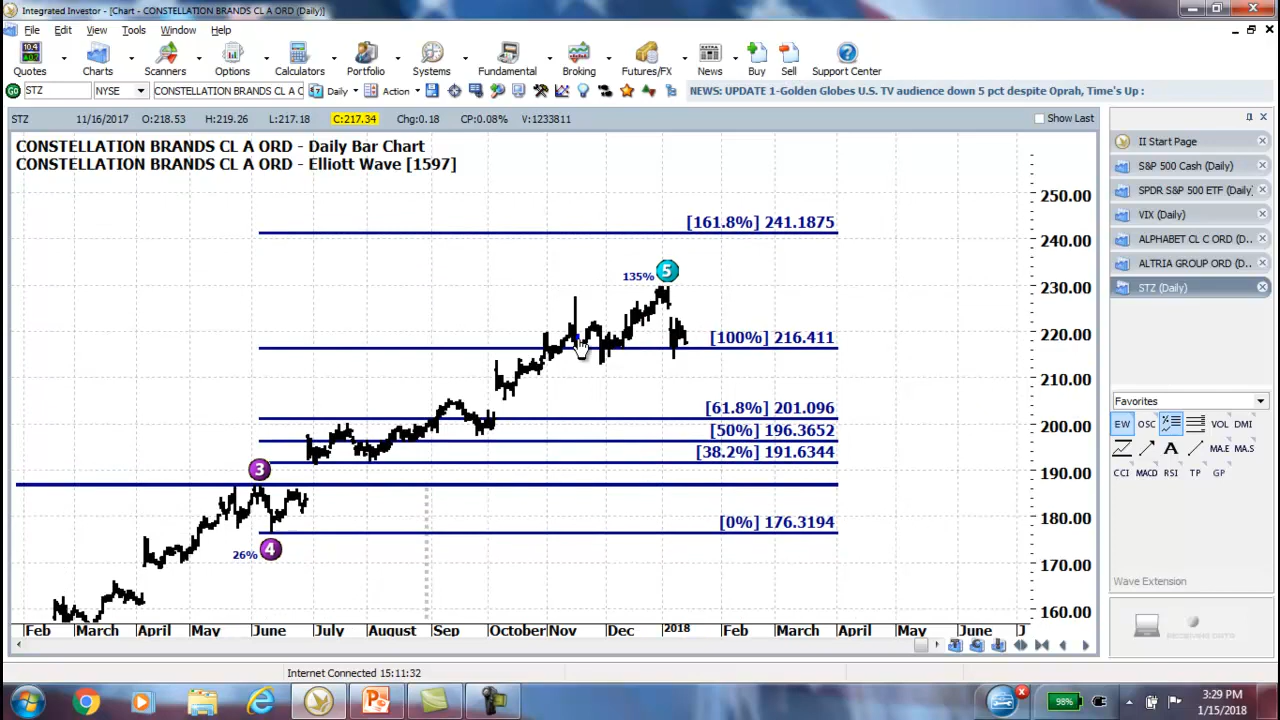 Integrated Investor - [Chart - CONSTELLATION BRANDS CL A ORD (Daily)]
File Edit View Tools Window Help
Quotes Charts Scanners Options Calculators Portfolio Systems Fundamental Broking Futures/FX News Buy Sell Support Center
GO STZ NYSE CONSTELLATION BRANDS CL A C Daily Action NEWS: UPDATE 1-Golden Globes U.S. TV audience down 5 pct despite Oprah, Time's Up :
STZ 11/16/2017 O:218.53 H:219.26 L:217.18 C:217.34 Chg:0.18 CP:0.08% V:1233811 Show Last
CONSTELLATION BRANDS CL A ORD - Daily Bar Chart
CONSTELLATION BRANDS CL A ORD - Elliott Wave [1597]
250.00
[161.8%] 241.1875
240.00
135% 5
230.00
[100%] 216.411
220.00
210.00
[61.8%] 201.096
200.00
[50%] 196.3652
[38.2%] 191.6344
190.00
3
180.00
[0%] 176.3194
26% 4
170.00
160.00
Feb March April May June July August Sep October Nov Dec 2018 Feb March April May June J
II Start Page
S&P 500 Cash (Daily)
SPDR S&P 500 ETF (Daily)
VIX (Daily)
ALPHABET CL C ORD (D...
ALTRIA GROUP ORD (D...
STZ (Daily)
Favorites
EW OSC VOL DMI
A MA.E MA.S
CCI MACD RSI TP GP
Wave Extension
RECEIVING DATA
Internet Connected 15:11:32
98%
3:29 PM
1/15/2018